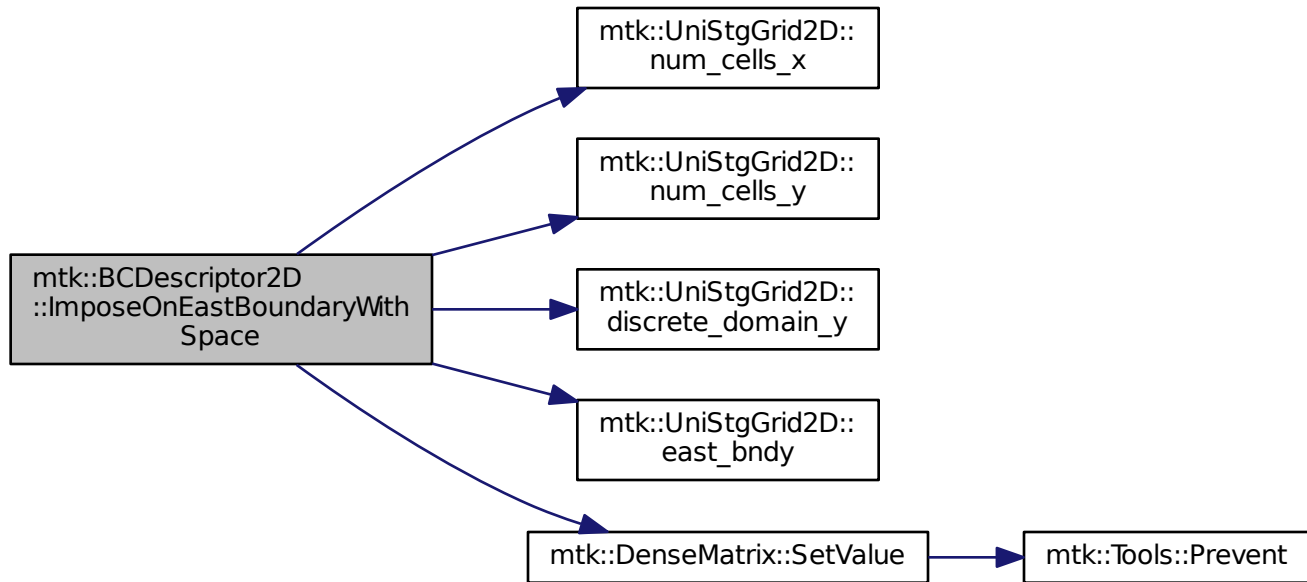 mtk::UniStgGrid2D::
num_cells_x
mtk::UniStgGrid2D::
num_cells_y
mtk::BCDescriptor2D
::ImposeOnEastBoundaryWith
Space
mtk::UniStgGrid2D::
discrete_domain_y
mtk::UniStgGrid2D::
east_bndy
mtk::DenseMatrix::SetValue
mtk::Tools::Prevent